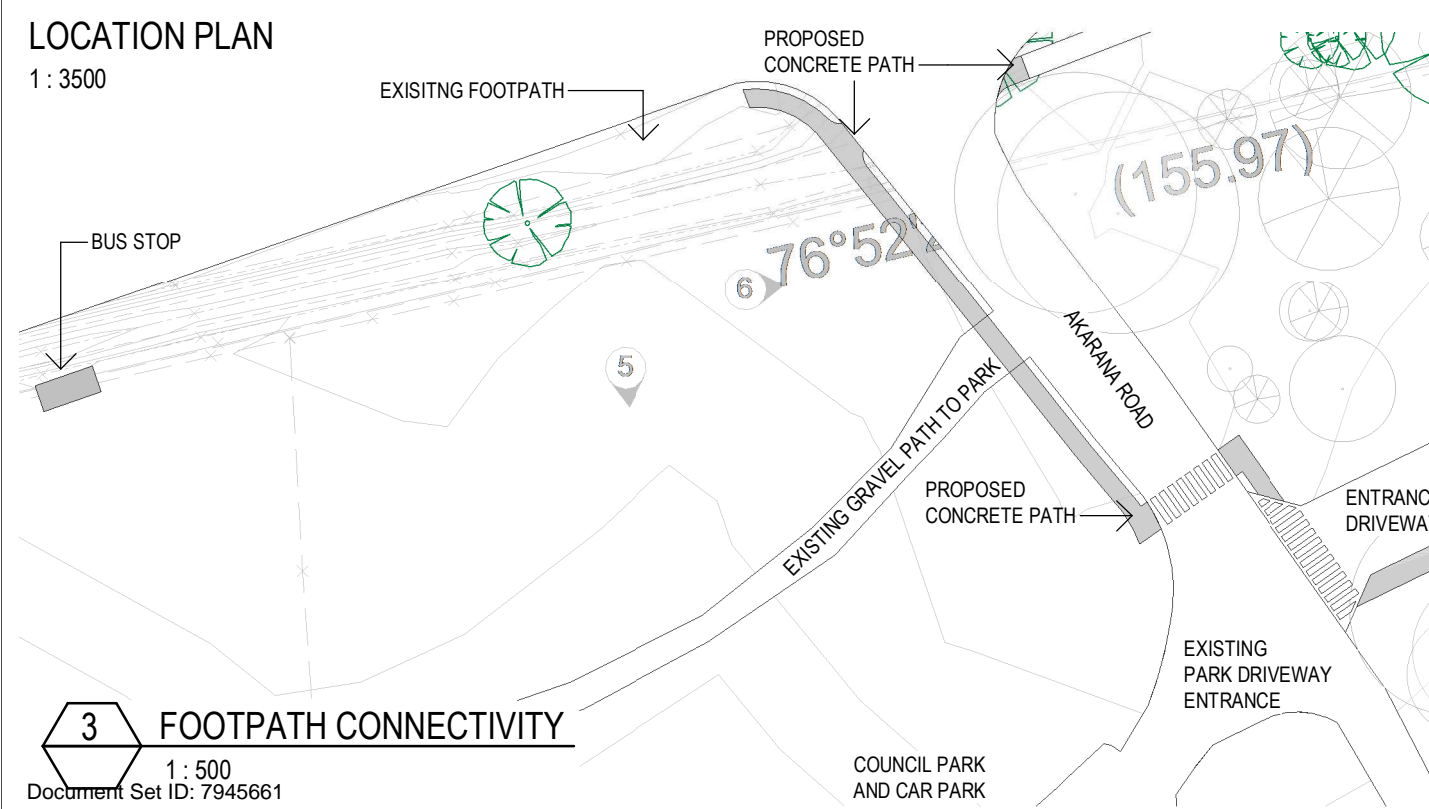 LOCATION PLAN
1 : 3500
EXISITNG FOOTPATH
PROPOSED
CONCRETE PATH
(155.97)
BUS STOP
76°52'
6
5
AKARANA ROAD
EXISTING GRAVEL PATH TO PARK
PROPOSED
CONCRETE PATH
ENTRANC
DRIVEWA
EXISTING
PARK DRIVEWAY
ENTRANCE
3
FOOTPATH CONNECTIVITY
1 : 500
Document Set ID: 7945661
COUNCIL PARK
AND CAR PARK